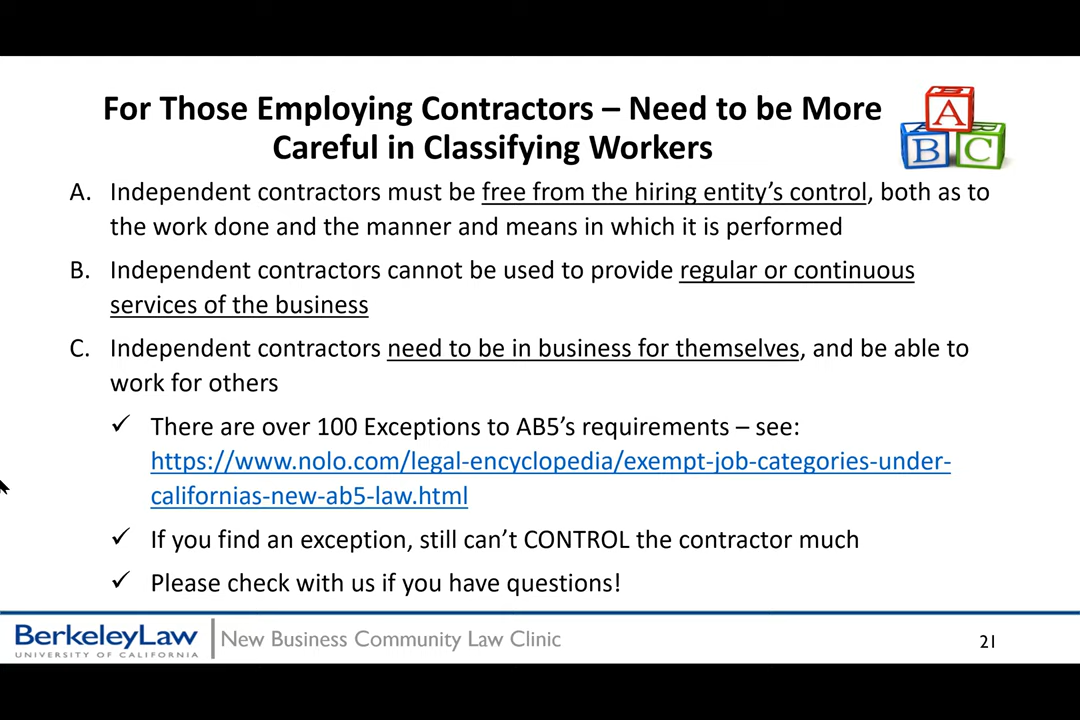 For Those Employing Contractors – Need to be More
Careful in Classifying Workers
A
B C
A. Independent contractors must be free from the hiring entity's control, both as to
the work done and the manner and means in which it is performed
B. Independent contractors cannot be used to provide regular or continuous
services of the business
C. Independent contractors need to be in business for themselves, and be able to
work for others
✓ There are over 100 Exceptions to AB5's requirements – see:
https://www.nolo.com/legal-encyclopedia/exempt-job-categories-under-
californias-new-ab5-law.html
✓ If you find an exception, still can't CONTROL the contractor much
✓ Please check with us if you have questions!
BerkeleyLaw
UNIVERSITY OF CALIFORNIA
New Business Community Law Clinic
21